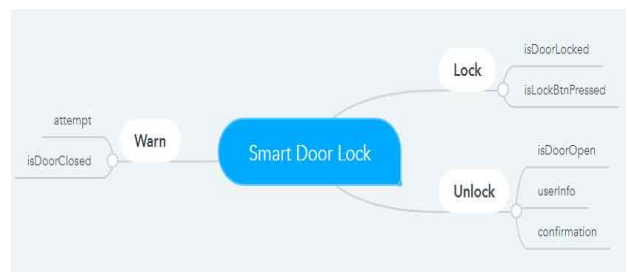 Smart Door Lock
Lock
isDoorLocked
isLockBtnPressed
Unlock
isDoorOpen
userInfo
confirmation
Warn
attempt
isDoorClosed